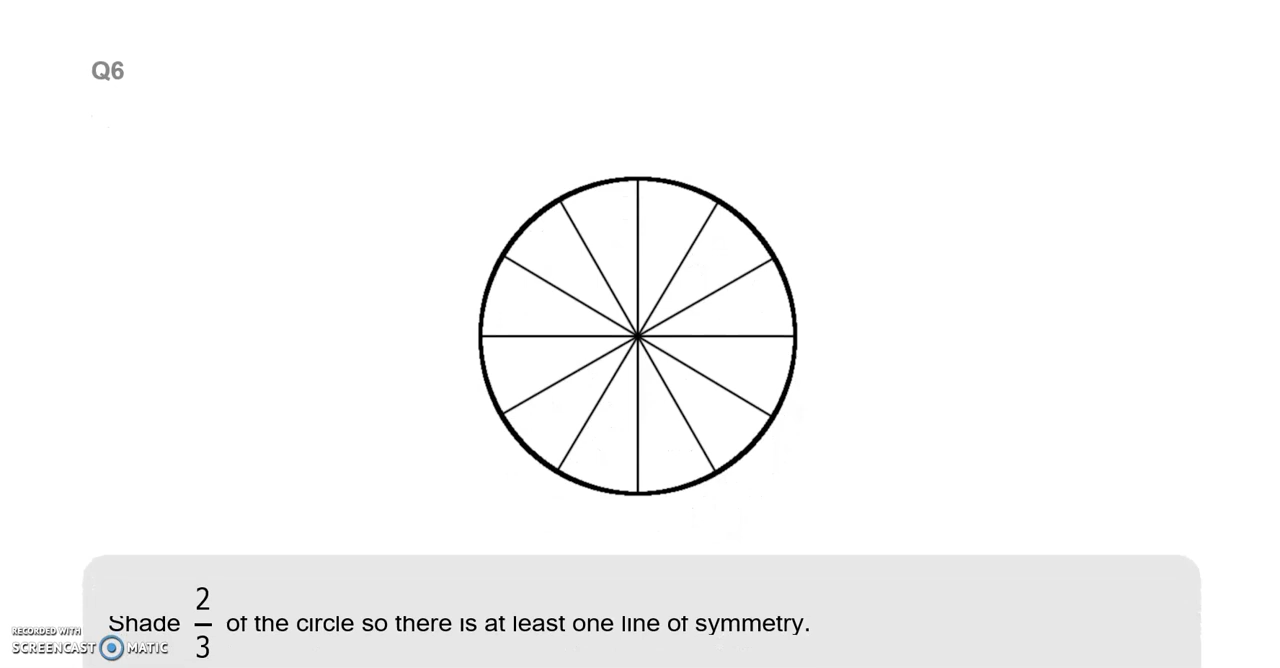 Q6
Shade 2/3 of the circle so there is at least one line of symmetry.
RECORDED WITH
SCREENCAST MATIC